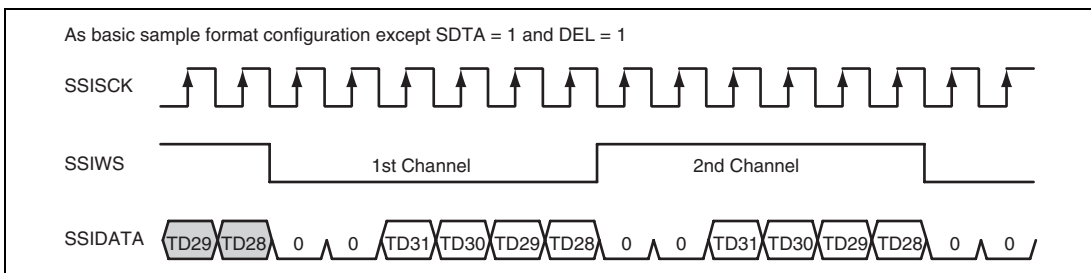 As basic sample format configuration except SDTA = 1 and DEL = 1
SSISCK
SSIWS 1st Channel 2nd Channel
SSIDATA TD29 TD28 0 0 TD31 TD30 TD29 TD28 0 0 TD31 TD30 TD29 TD28 0 0